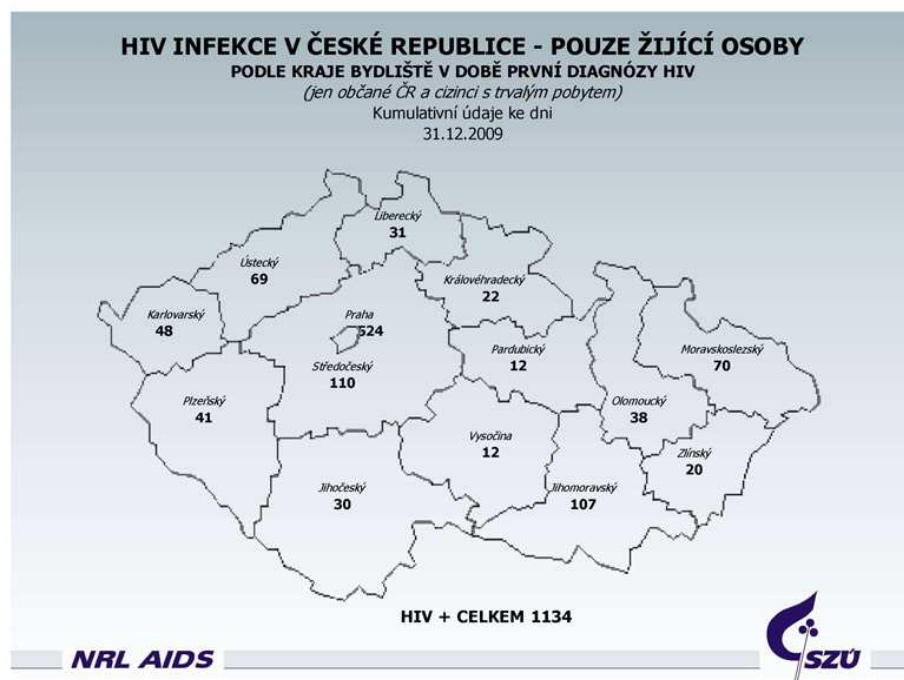 HIV INFEKCE V ČESKÉ REPUBLICE - POUZE ŽIJÍCÍ OSOBY
PODLE KRAJE BYDLIŠTĚ V DOBĚ PRVNÍ DIAGNÓZY HIV
(jen občané ČR a cizinci s trvalým pobytem)
Kumulativní údaje ke dni
31.12.2009
Liberecký
31
Ústecký
69
Královéhradecký
22
Karlovarský
48
Praha
524
Středočeský
110
Pardubický
12
Moravskoslezský
70
Plzeňský
41
Olomoucký
38
Vysočina
12
Zlínský
20
Jihočeský
30
Jihomoravský
107
HIV + CELKEM 1134
NRL AIDS
SZÚ